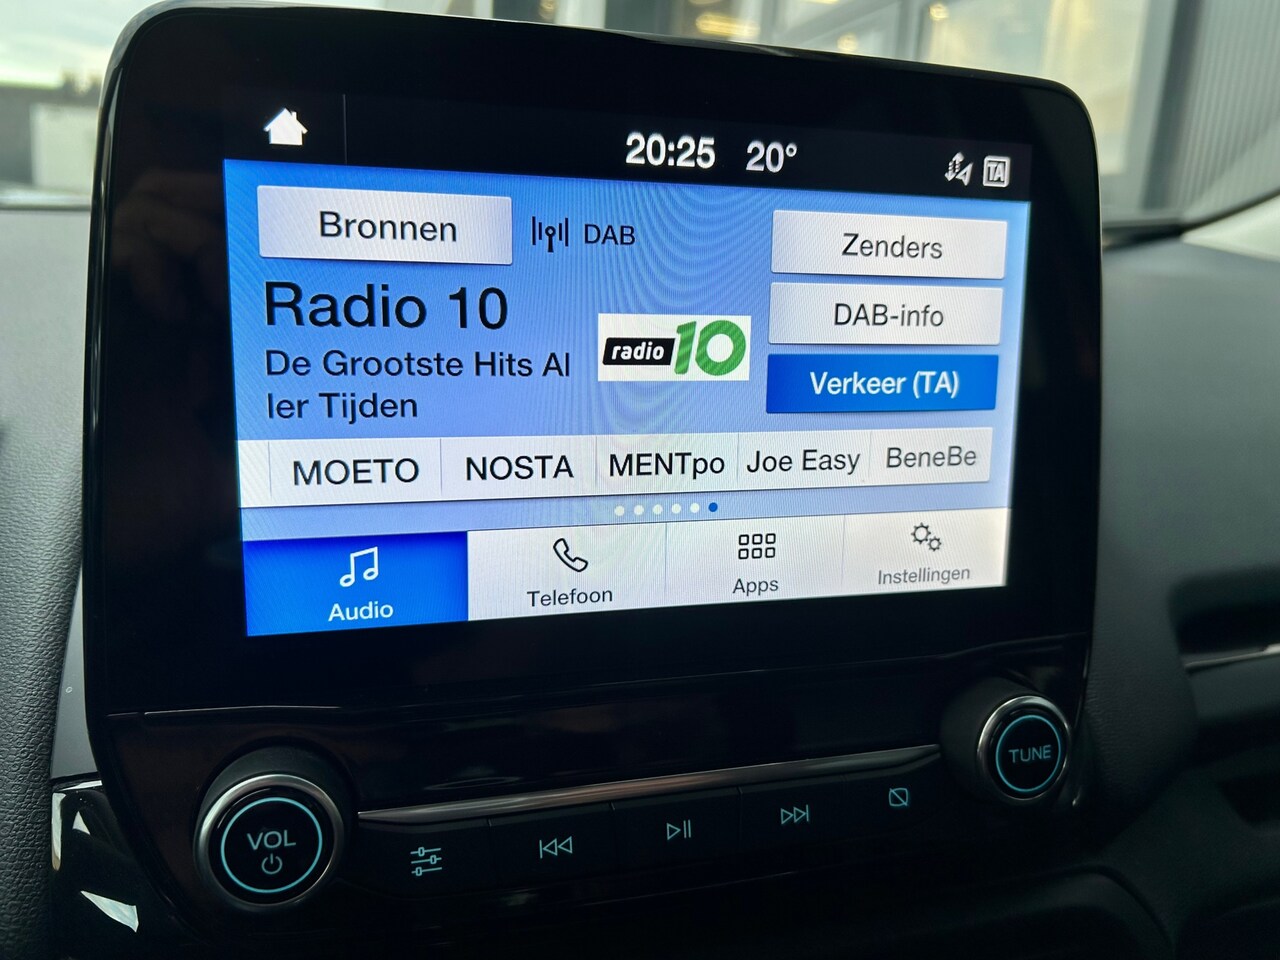 20:25 20°
TA
Bronnen
DAB
Zenders
Radio 10
De Grootste Hits Al
ler Tijden
radio 10
DAB-info
Verkeer (TA)
MOETO NOSTA MENTpo Joe Easy BeneBe
Audio Telefoon Apps Instellingen
VOL
TUNE